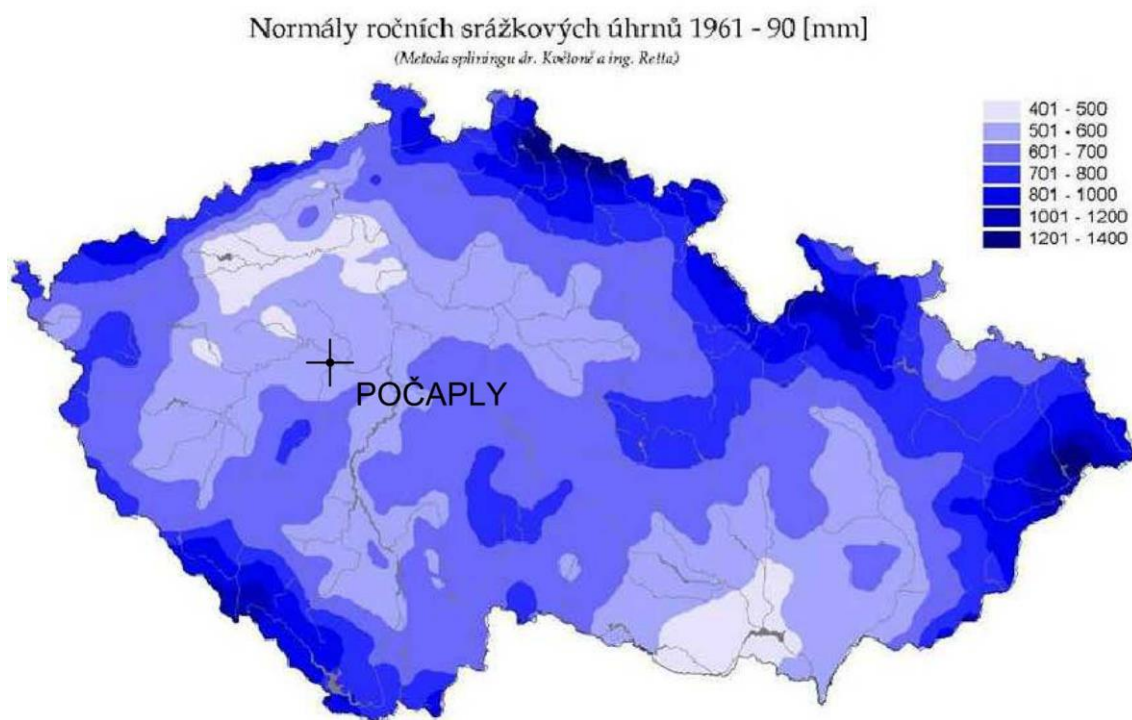 Normály ročních srážkových úhrnů 1961 - 90 [mm]
(Metoda spliningu dr. Květoně a ing. Retta)
401 - 500
501 - 600
601 - 700
701 - 800
801 - 1000
1001 - 1200
1201 - 1400
POČAPLY